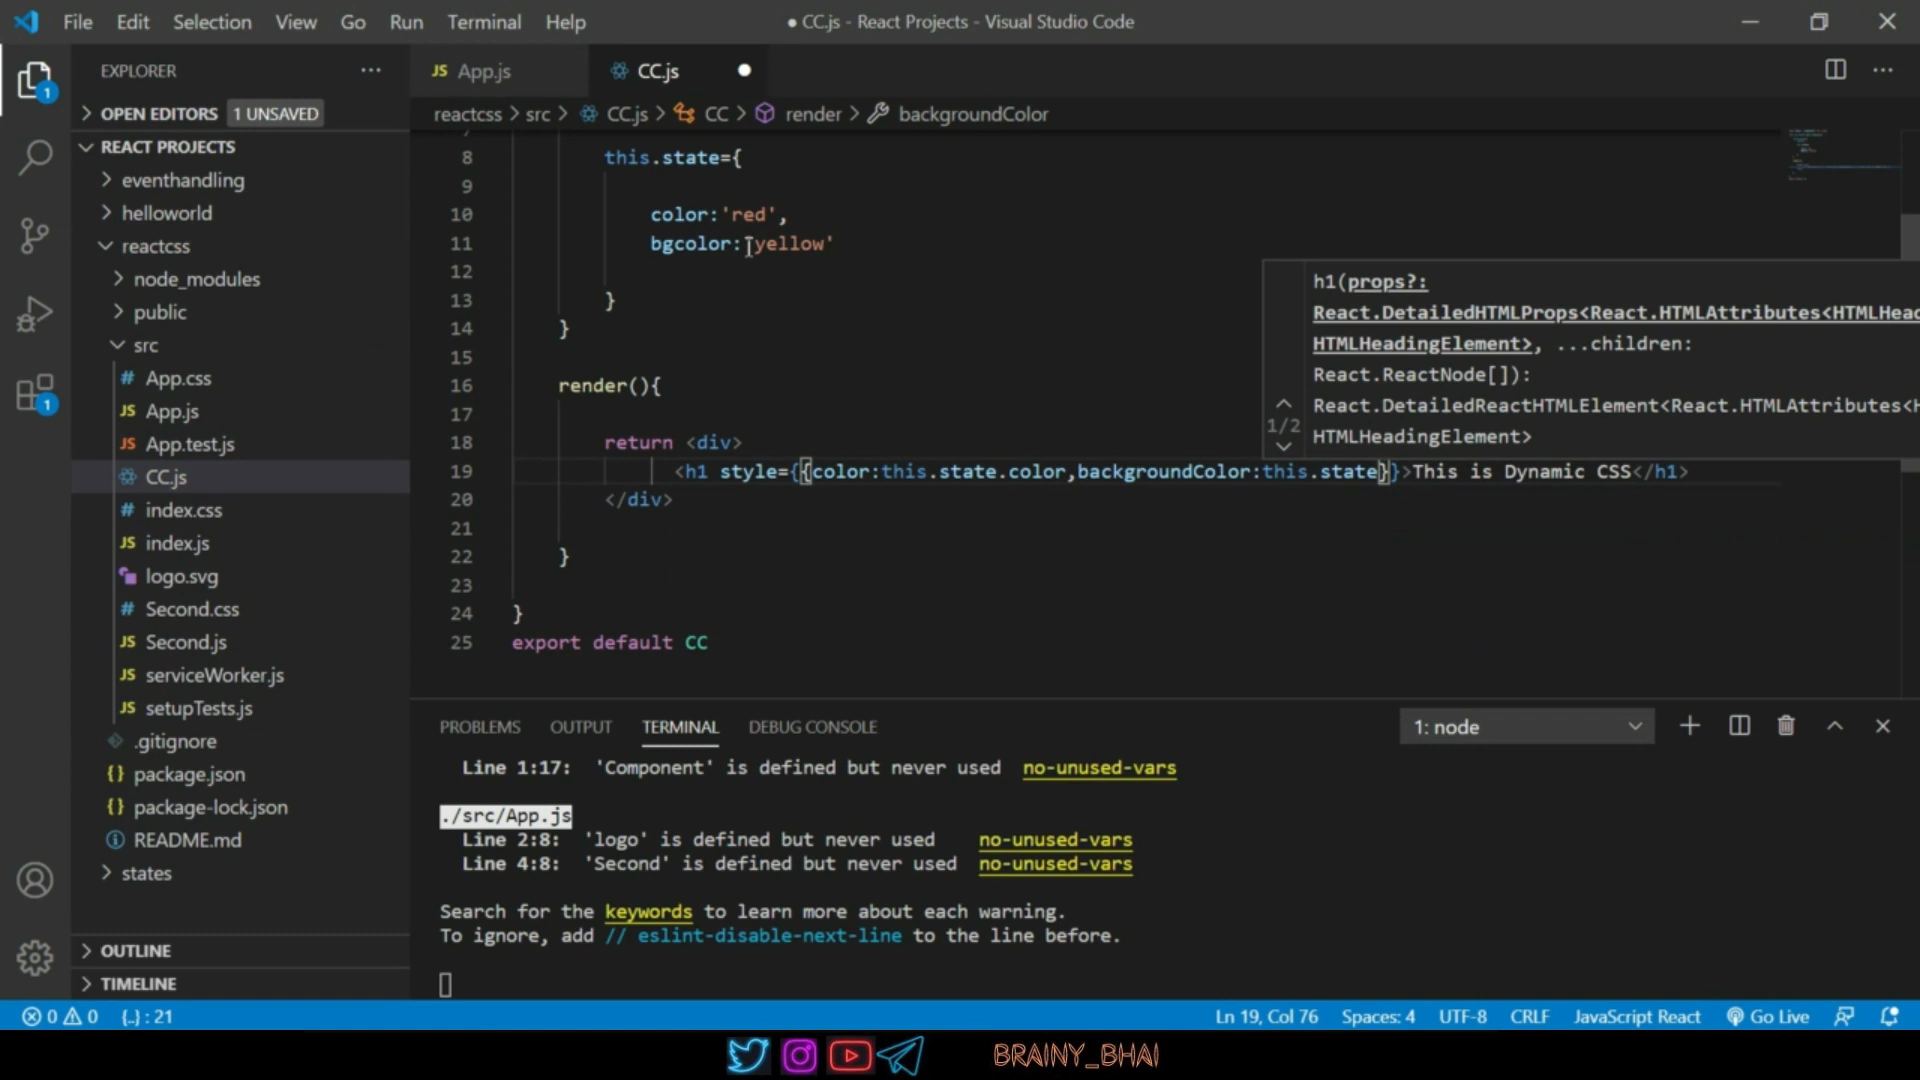 File Edit Selection View Go Run Terminal Help ● CC.js - React Projects - Visual Studio Code
EXPLORER ···
JS App.js CC.js ●
OPEN EDITORS 1 UNSAVED
reactcss > src > CC.js > CC > render > backgroundColor
REACT PROJECTS
eventhandling
helloworld
reactcss
node_modules
public
src
# App.css
JS App.js
JS App.test.js
CC.js
# index.css
JS index.js
logo.svg
# Second.css
JS Second.js
JS serviceWorker.js
JS setupTests.js
.gitignore
{} package.json
{} package-lock.json
README.md
states
OUTLINE
TIMELINE
1
1
8 this.state={
9
10 color:'red',
11 bgcolor:'yellow'
12
13 }
14 }
15
16 render(){
17
18 return <div>
19 <h1 style={{color:this.state.color,backgroundColor:this.state}}>This is Dynamic CSS</h1>
20 </div>
21
22 }
23
24 }
25 export default CC
h1(props?:
React.DetailedHTMLProps<React.HTMLAttributes<HTMLHeac
HTMLHeadingElement>, ...children:
React.ReactNode[]):
React.DetailedReactHTMLElement<React.HTMLAttributes<H
HTMLHeadingElement>
1/2
PROBLEMS OUTPUT TERMINAL DEBUG CONSOLE 1: node
Line 1:17: 'Component' is defined but never used no-unused-vars
./src/App.js
Line 2:8: 'logo' is defined but never used no-unused-vars
Line 4:8: 'Second' is defined but never used no-unused-vars
Search for the keywords to learn more about each warning.
To ignore, add // eslint-disable-next-line to the line before.
0 0 {..} : 21 Ln 19, Col 76 Spaces: 4 UTF-8 CRLF JavaScript React Go Live
BRAINY_BHAI